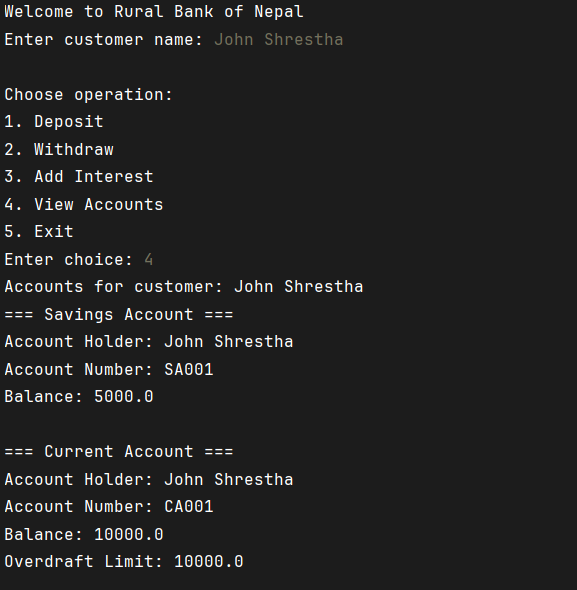 Welcome to Rural Bank of Nepal
Enter customer name: John Shrestha
Choose operation:
1. Deposit
2. Withdraw
3. Add Interest
4. View Accounts
5. Exit
Enter choice: 4
Accounts for customer: John Shrestha
=== Savings Account ===
Account Holder: John Shrestha
Account Number: SA001
Balance: 5000.0
=== Current Account ===
Account Holder: John Shrestha
Account Number: CA001
Balance: 10000.0
Overdraft Limit: 10000.0